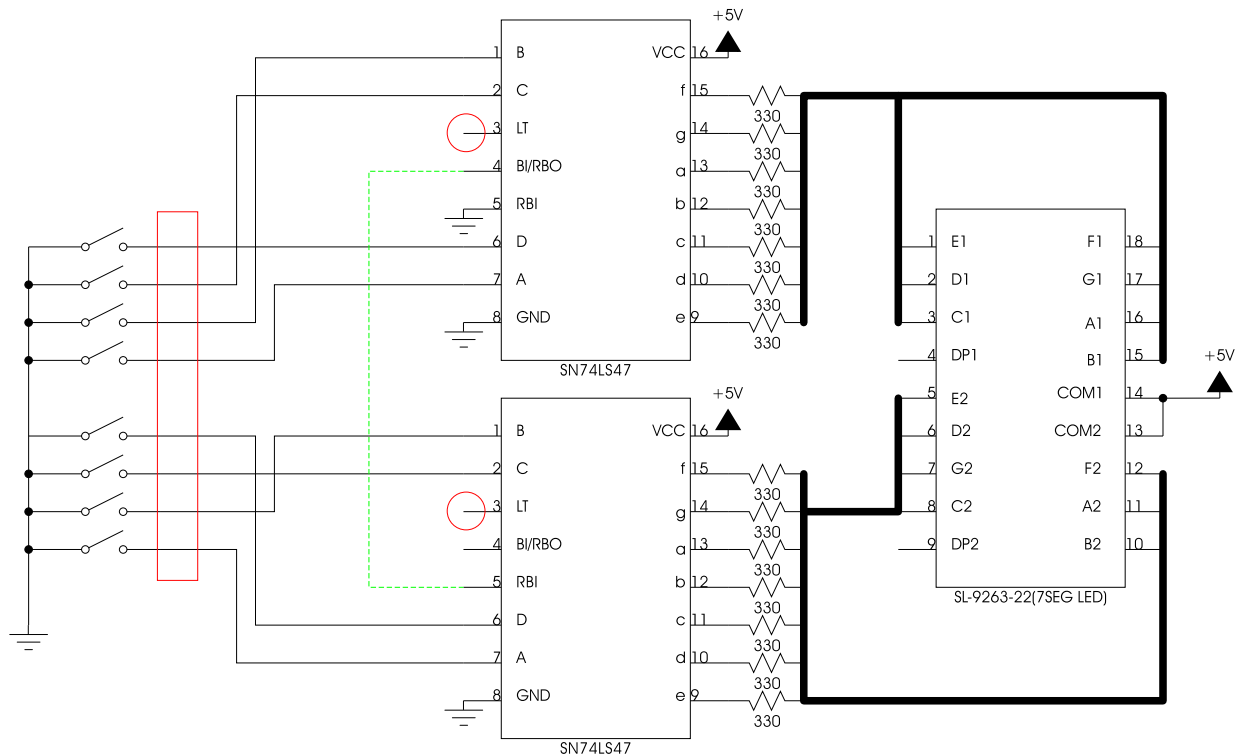 +5V
1 B VCC 16
2 C f 15
330
3 LT g 14
330
4 BI/RBO a 13
330
5 RBI b 12
330
6 D c 11
330
7 A d 10
330
8 GND e 9
330
SN74LS47
1 E1 F1 18
2 D1 G1 17
3 C1 A1 16
4 DP1 B1 15
5 E2 COM1 14
6 D2 COM2 13
7 G2 F2 12
8 C2 A2 11
9 DP2 B2 10
SL-9263-22(7SEG LED)
+5V
+5V
1 B VCC 16
2 C f 15
330
3 LT g 14
330
4 BI/RBO a 13
330
5 RBI b 12
330
6 D c 11
330
7 A d 10
330
8 GND e 9
330
SN74LS47